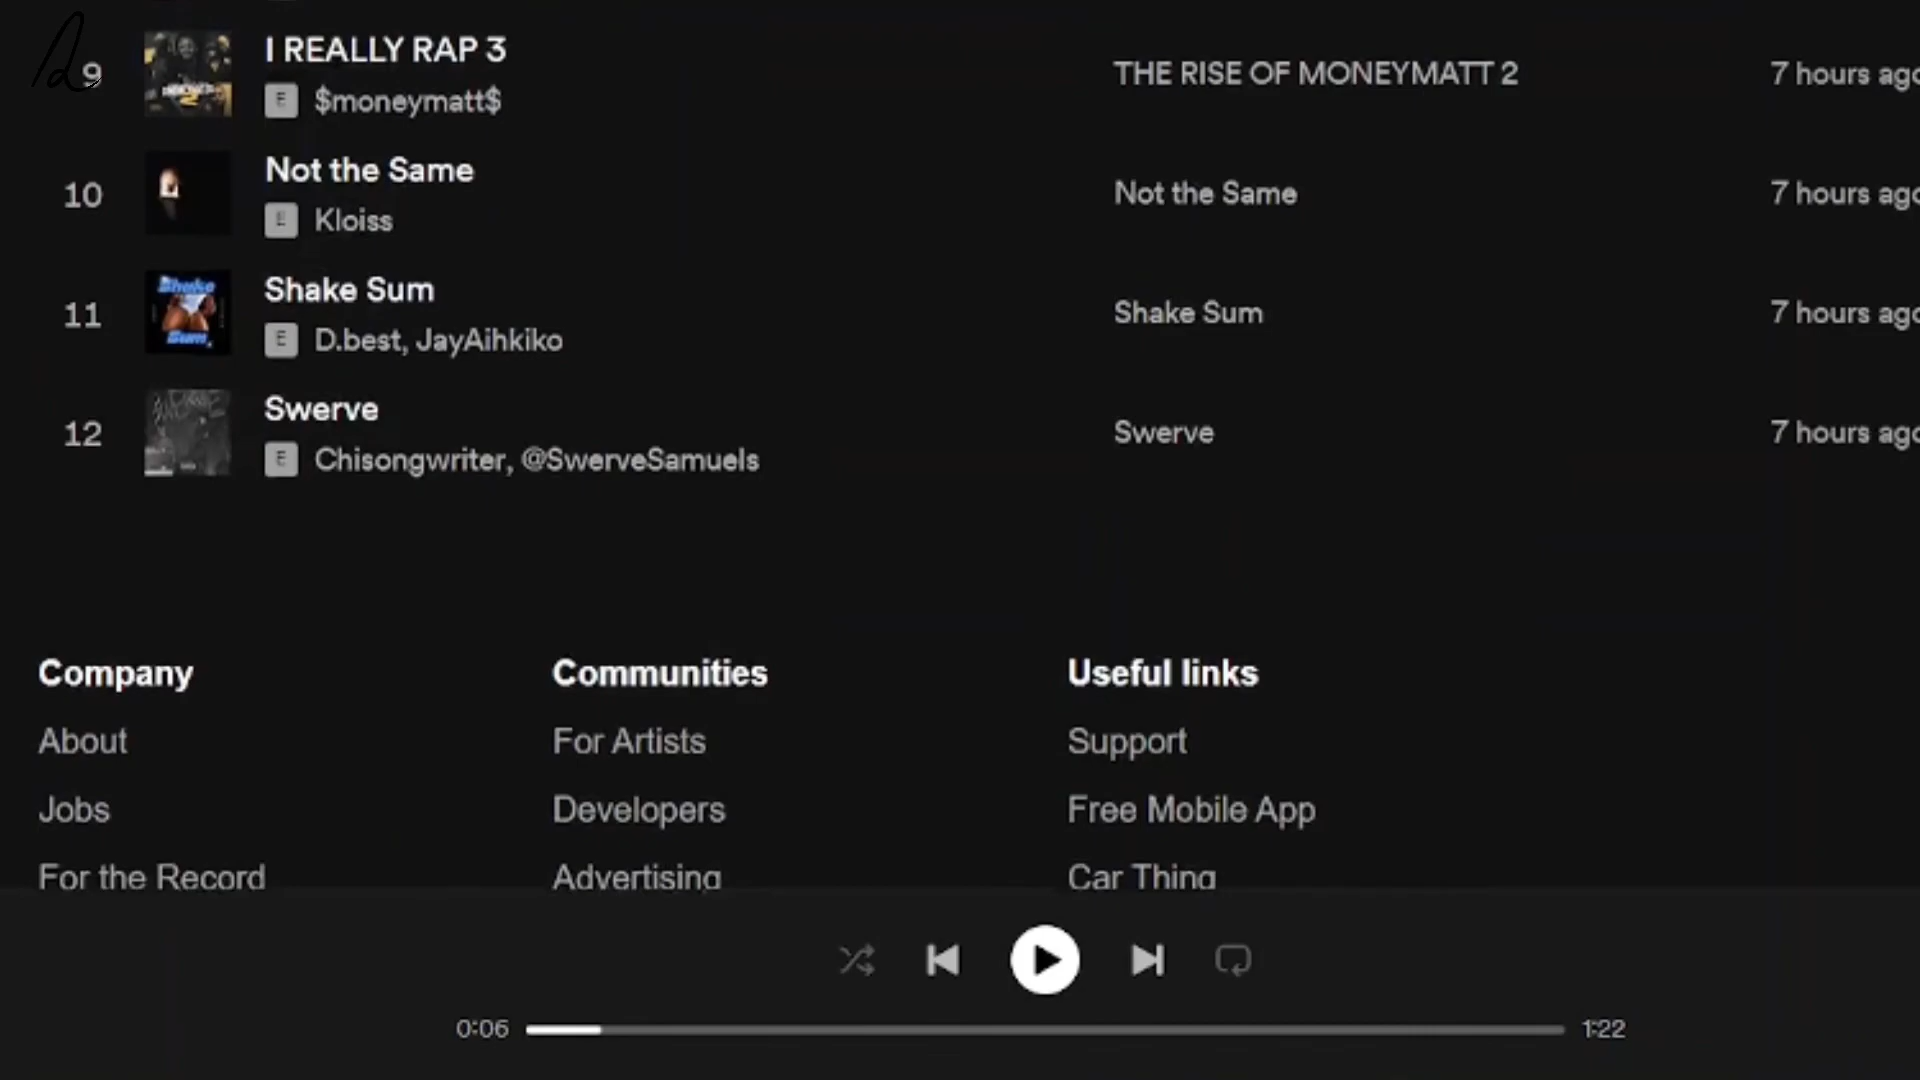 9
I REALLY RAP 3
E $moneymatt$
THE RISE OF MONEYMATT 2
7 hours ago
10
Not the Same
E Kloiss
Not the Same
7 hours ago
11
Shake Sum
E D.best, JayAihkiko
Shake Sum
7 hours ago
Shake
Sum
12
Swerve
E Chisongwriter, @SwerveSamuels
Swerve
7 hours ago
Company
Communities
Useful links
About
For Artists
Support
Jobs
Developers
Free Mobile App
For the Record
Advertising
Car Thing
0:06
1:22